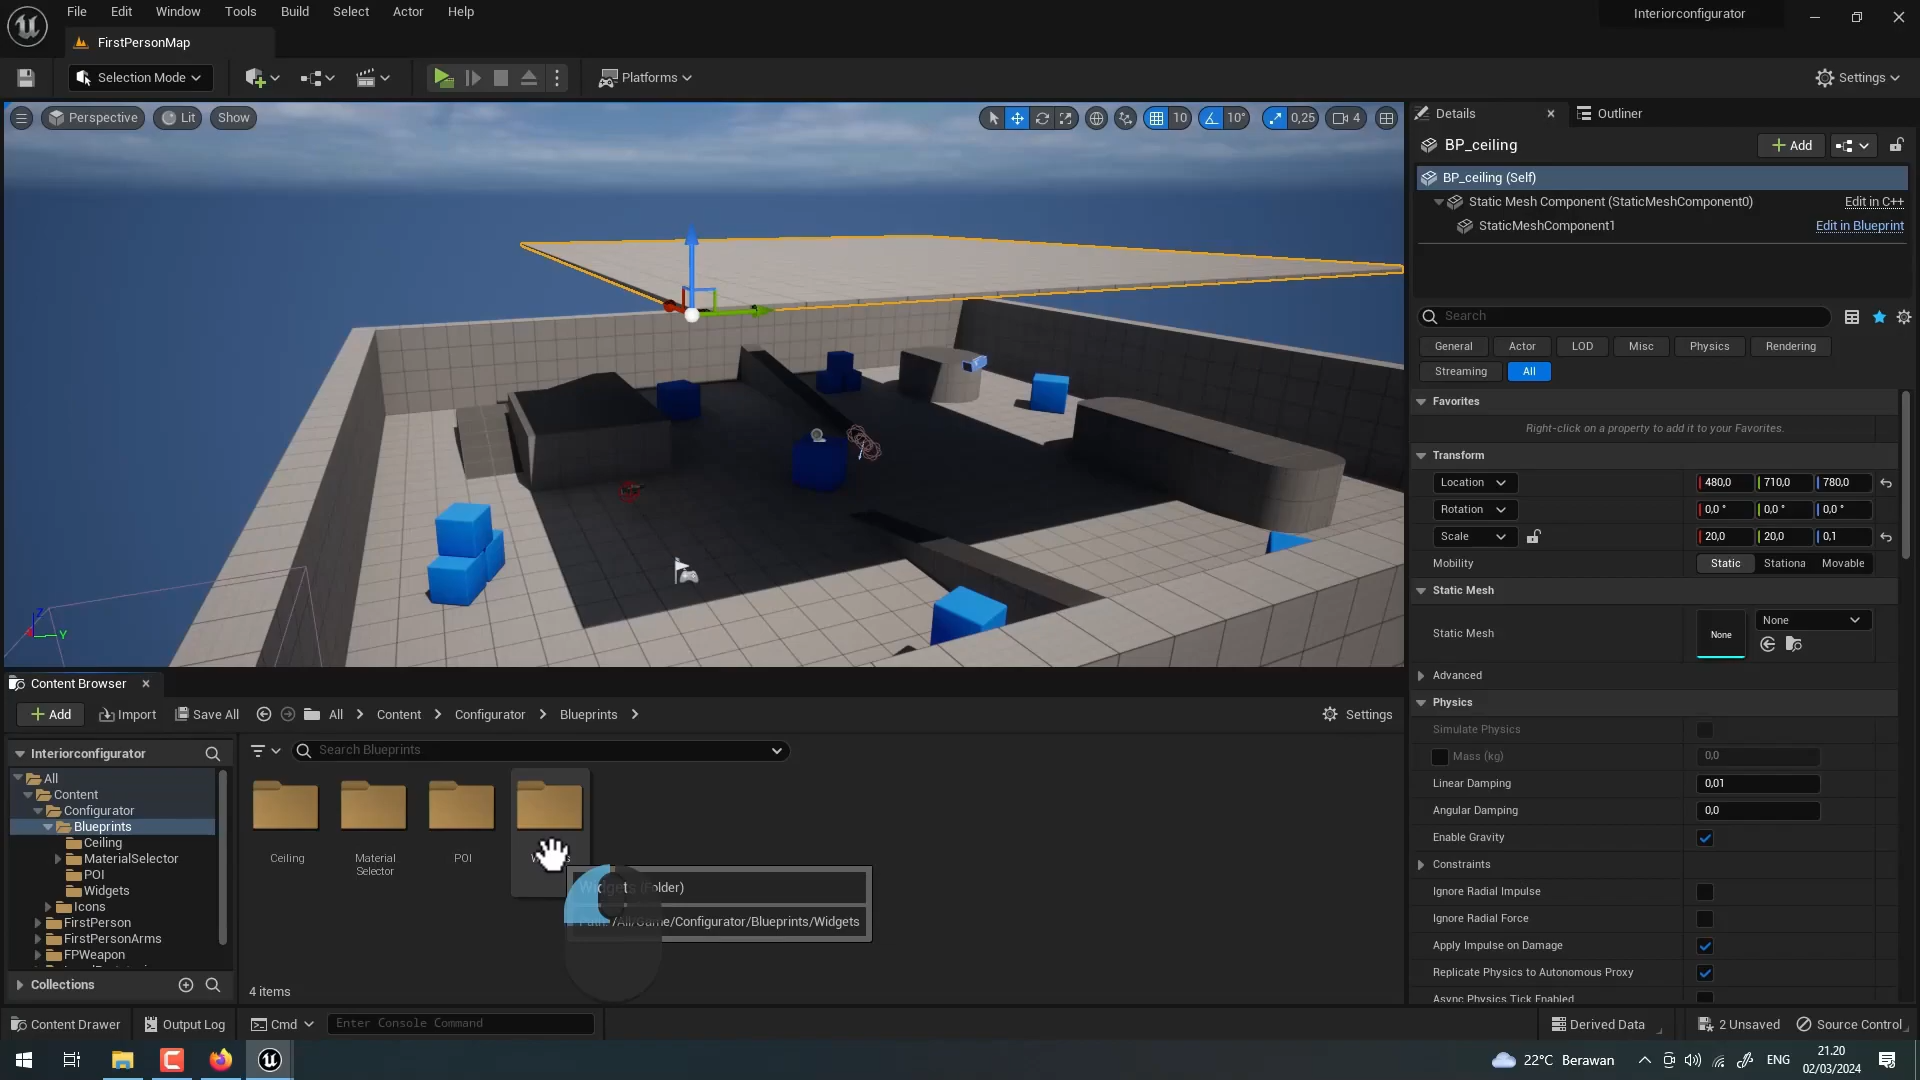 File Edit Window Tools Build Select Actor Help
Interiorconfigurator
FirstPersonMap
Selection Mode
Platforms
Settings
Perspective Lit Show
10 10° 0,25 4
Details Outliner
BP_ceiling
Add
BP_ceiling (Self)
Static Mesh Component (StaticMeshComponent0) Edit in C++
StaticMeshComponent1 Edit in Blueprint
Search
General Actor LOD Misc Physics Rendering
Streaming All
Favorites
Right-click on a property to add it to your Favorites.
Transform
Location 480,0 710,0 780,0
Rotation 0,0 ° 0,0 ° 0,0 °
Scale 20,0 20,0 0,1
Mobility Static Stationa Movable
Static Mesh
Static Mesh None None
Advanced
Physics
Simulate Physics
Mass (kg) 0,0
Linear Damping 0,01
Angular Damping 0,0
Enable Gravity
Constraints
Ignore Radial Impulse
Ignore Radial Force
Apply Impulse on Damage
Replicate Physics to Autonomous Proxy
Async Physics Tick Enabled
Z
Y
Content Browser
Add Import Save All All Content Configurator Blueprints Settings
Interiorconfigurator
Search Blueprints
All
Content
Configurator
Blueprints
Ceiling
MaterialSelector
POI
Widgets
Icons
FirstPerson
FirstPersonArms
FPWeapon
Collections
Ceiling
Material
Selector
POI
Widgets (Folder)
/All/Game/Configurator/Blueprints/Widgets
4 items
Content Drawer Output Log Cmd Enter Console Command
Derived Data 2 Unsaved Source Control
22°C Berawan ENG
21.20
02/03/2024